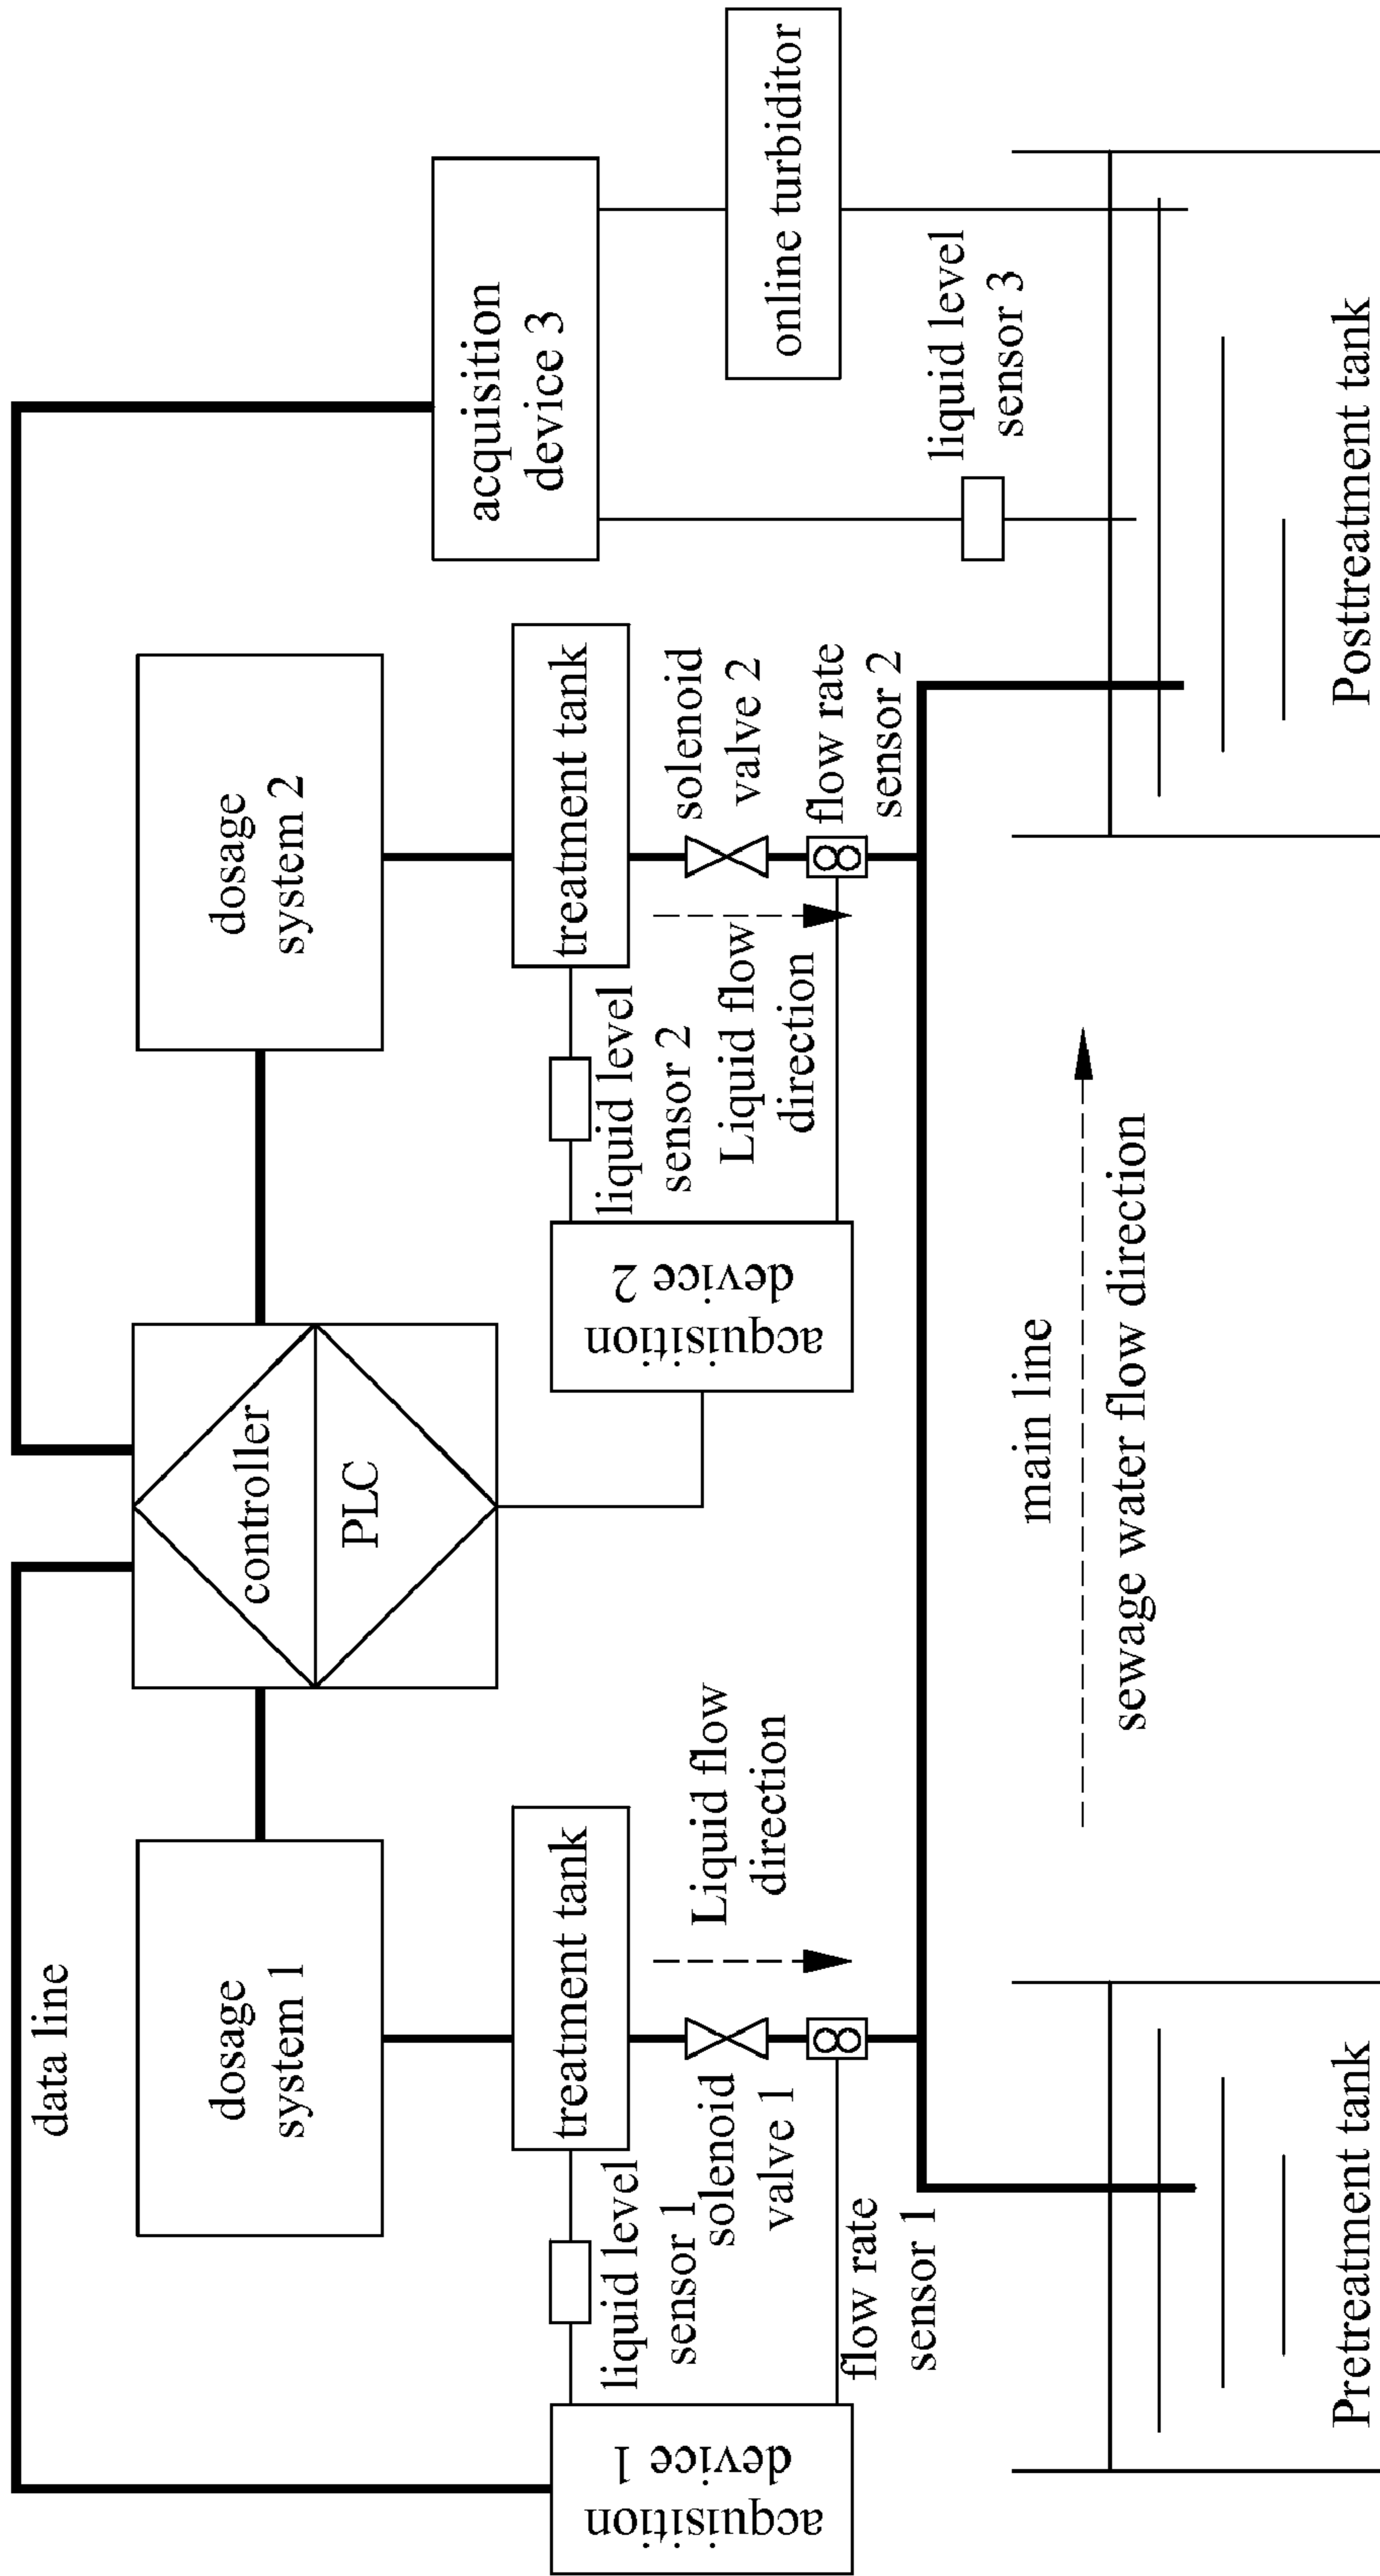 data line
dosage
system 1
controller
PLC
dosage
system 2
acquisition
device 3
online turbiditor
acquisition
device 1
liquid level
sensor 1
treatment tank
solenoid
valve 1
flow rate
sensor 1
Liquid flow
direction
acquisition
device 2
liquid level
sensor 2
treatment tank
Liquid flow
direction
solenoid
valve 2
flow rate
sensor 2
liquid level
sensor 3
main line
sewage water flow direction
Pretreatment tank
Posttreatment tank